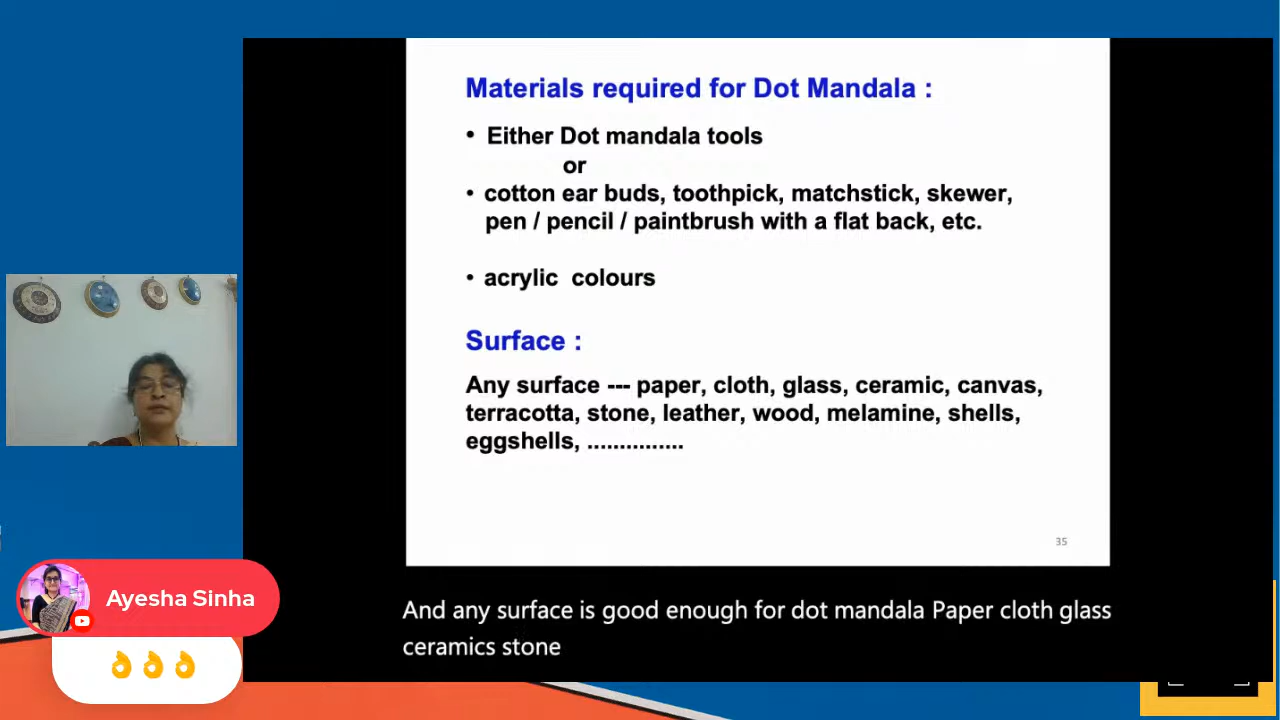 Materials required for Dot Mandala :
• Either Dot mandala tools
or
• cotton ear buds, toothpick, matchstick, skewer,
pen / pencil / paintbrush with a flat back, etc.
• acrylic colours
Surface :
Any surface --- paper, cloth, glass, ceramic, canvas,
terracotta, stone, leather, wood, melamine, shells,
eggshells, ...............
35
Ayesha Sinha
👌👌👌
And any surface is good enough for dot mandala Paper cloth glass
ceramics stone